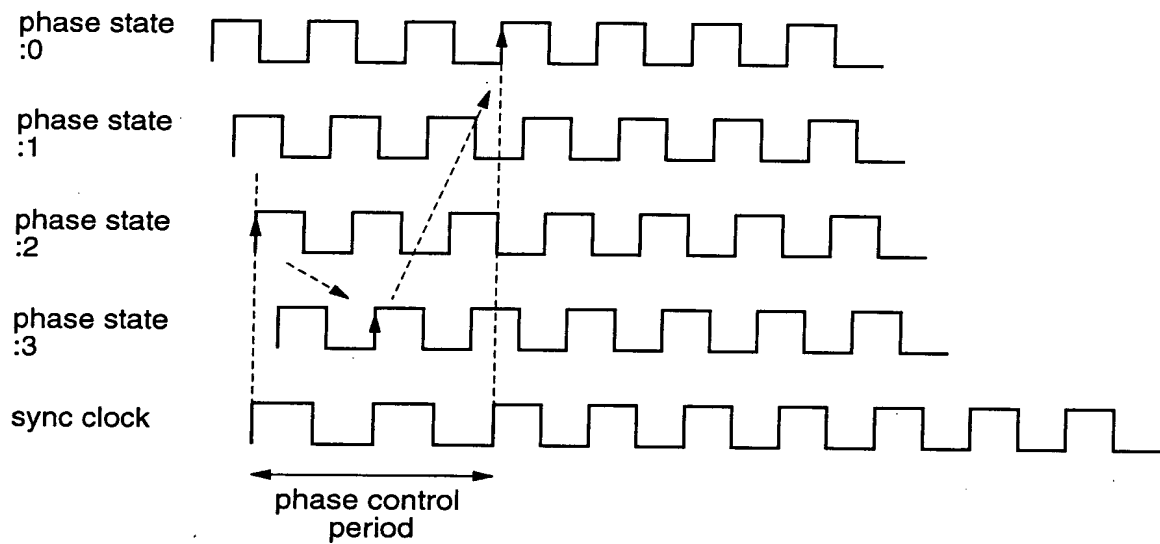 phase state
:0
phase state
:1
phase state
:2
phase state
:3
sync clock
phase control
period